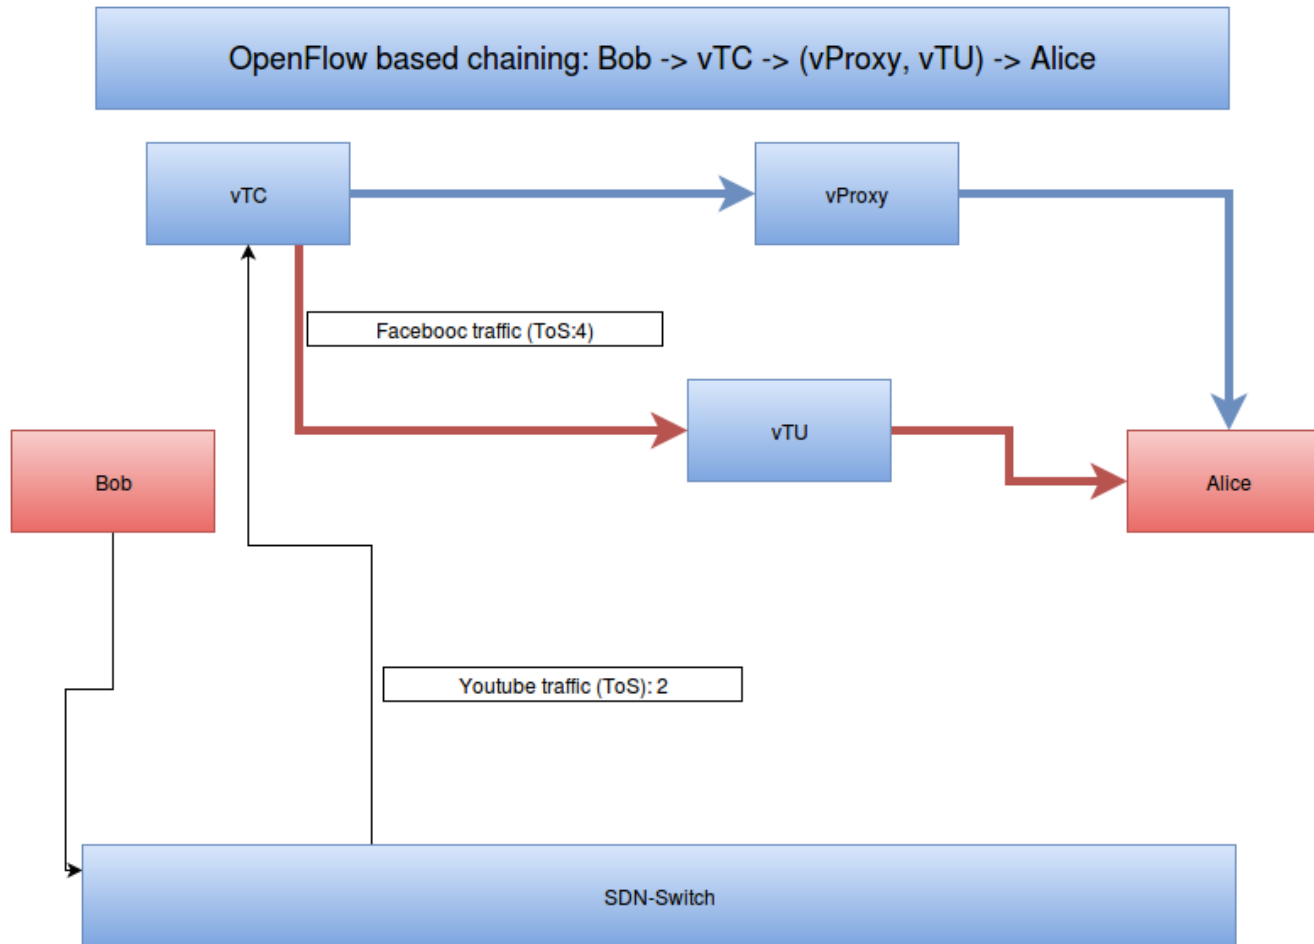 OpenFlow based chaining: Bob -> vTC -> (vProxy, vTU) -> Alice
vTC
vProxy
Facebooc traffic (ToS:4)
vTU
Bob
Alice
Youtube traffic (ToS): 2
SDN-Switch